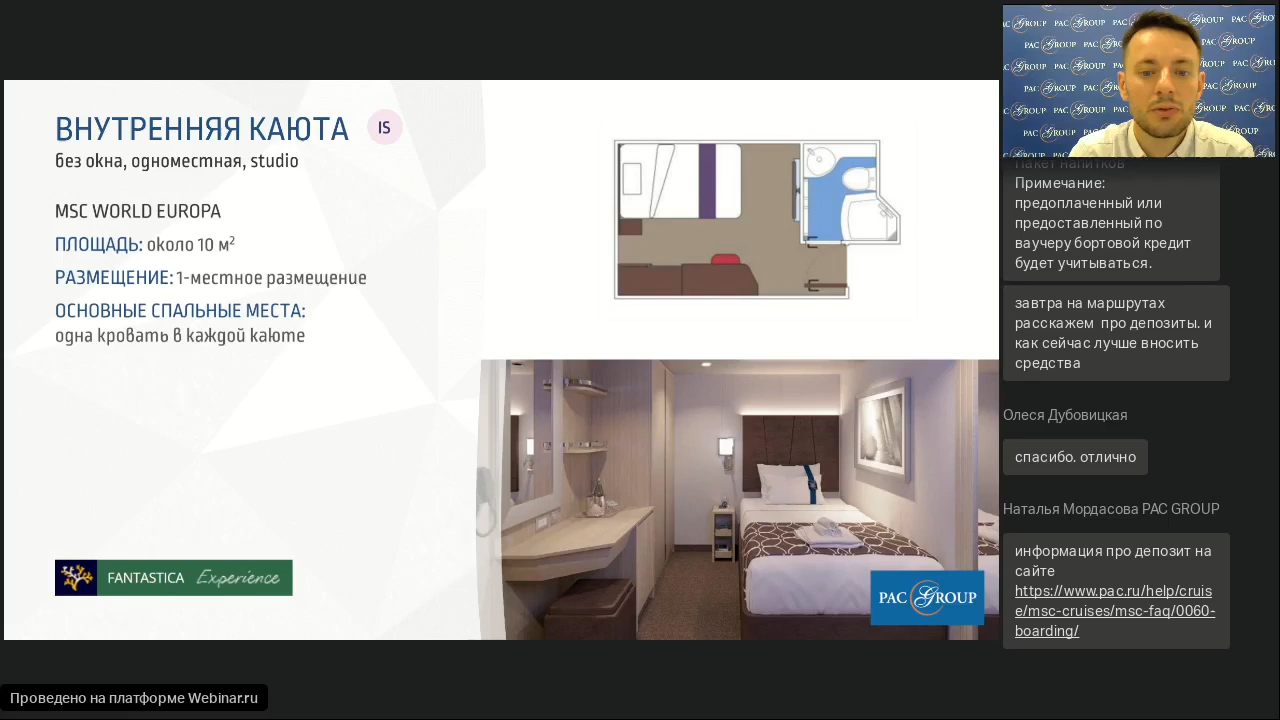 ВНУТРЕННЯЯ КАЮТА IS
без окна, одноместная, studio
MSC WORLD EUROPA
ПЛОЩАДЬ: около 10 м²
РАЗМЕЩЕНИЕ: 1-местное размещение
ОСНОВНЫЕ СПАЛЬНЫЕ МЕСТА:
одна кровать в каждой каюте
FANTASTICA Experience
PAC GROUP
PAC GROUP
Пакет напитков
Примечание:
предоплаченный или
предоставленный по
ваучеру бортовой кредит
будет учитываться.
завтра на маршрутах
расскажем про депозиты. и
как сейчас лучше вносить
средства
Олеся Дубовицкая
спасибо. отлично
Наталья Мордасова PAC GROUP
информация про депозит на
сайте
https://www.pac.ru/help/cruis
e/msc-cruises/msc-faq/0060-
boarding/
Проведено на платформе Webinar.ru